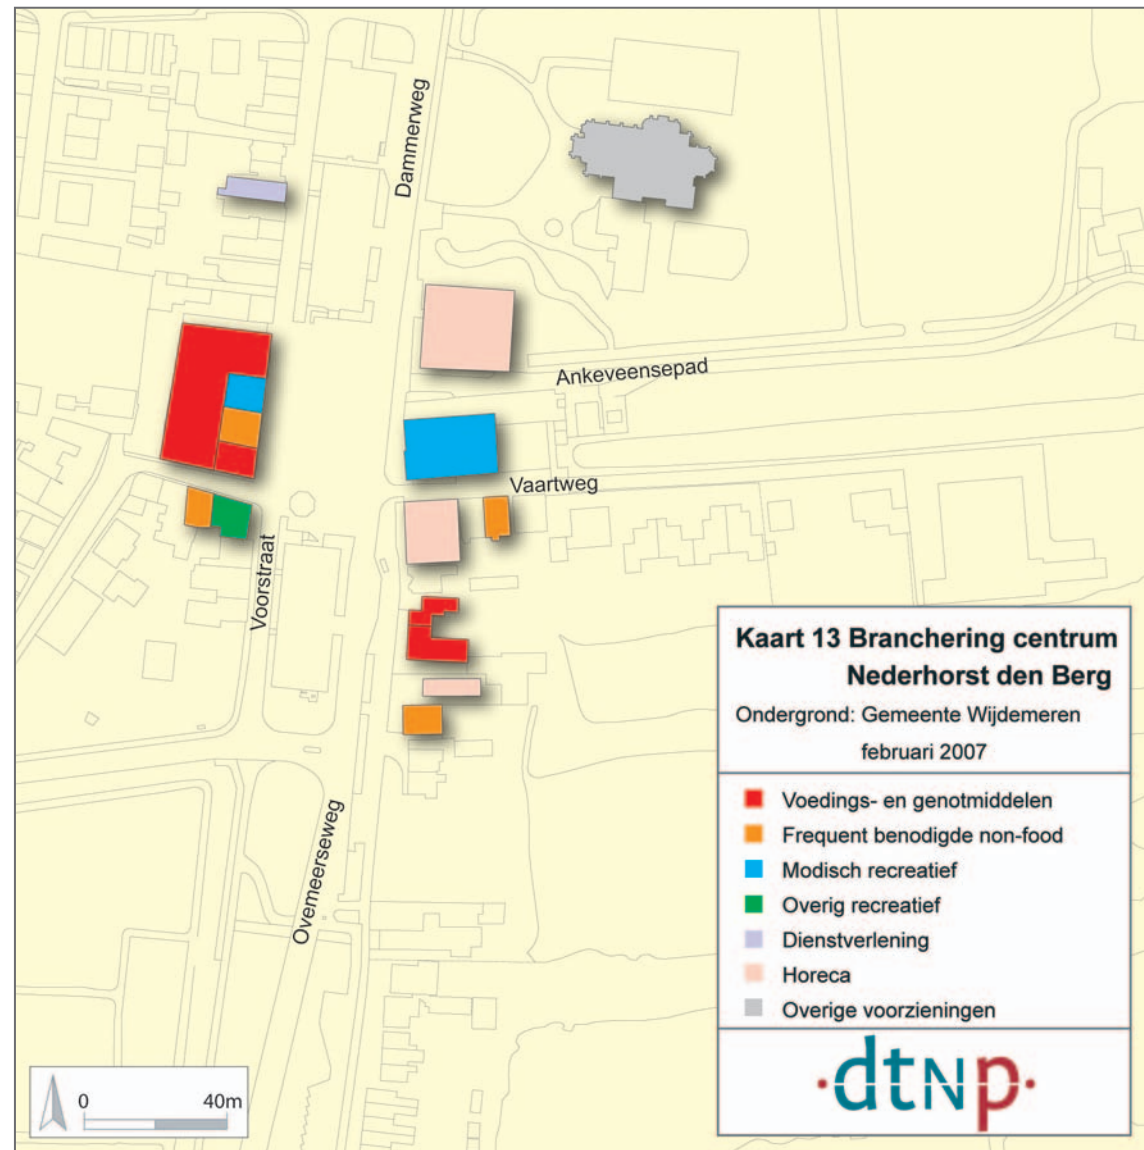 Dammerweg
Ankeveensepad
Vaartweg
Voorstraat
Overmeerseweg
Kaart 13 Branchering centrum
Nederhorst den Berg
Ondergrond: Gemeente Wijdemeren
februari 2007
Voedings- en genotmiddelen
Frequent benodigde non-food
Modisch recreatief
Overig recreatief
Dienstverlening
Horeca
Overige voorzieningen
0 40m
·dtNp·